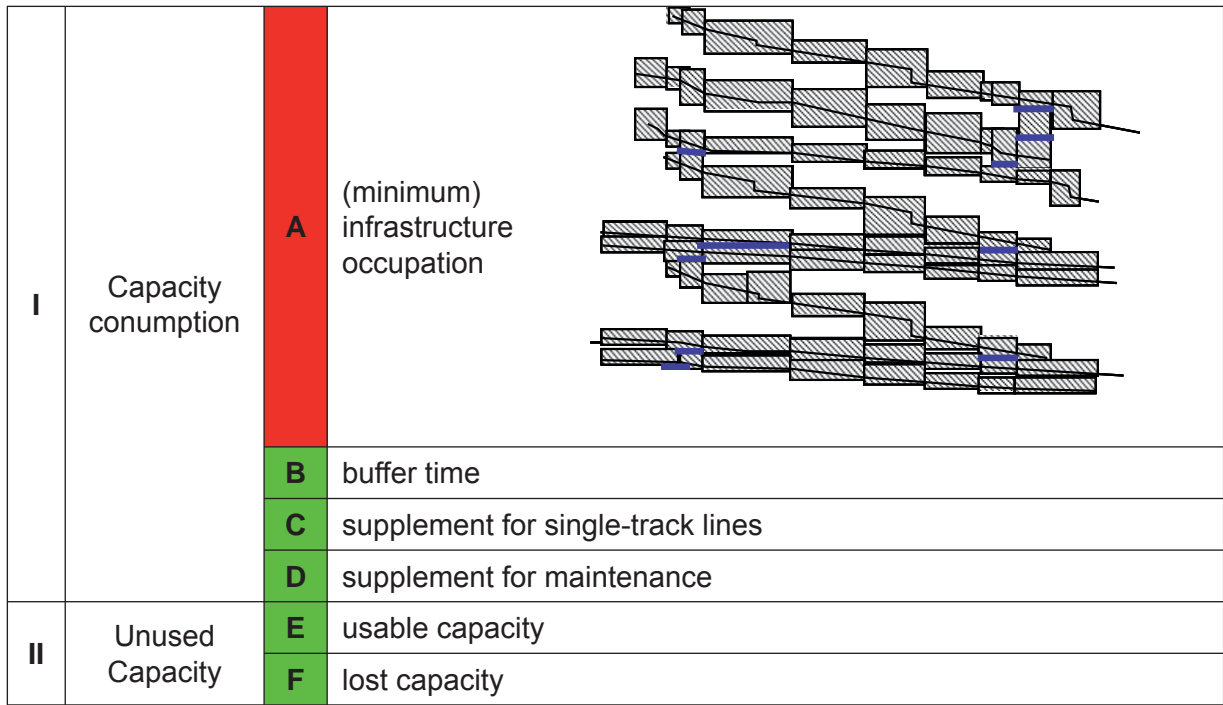 I
Capacity
conumption
A
(minimum)
infrastructure
occupation
B
buffer time
C
supplement for single-track lines
D
supplement for maintenance
II
Unused
Capacity
E
usable capacity
F
lost capacity